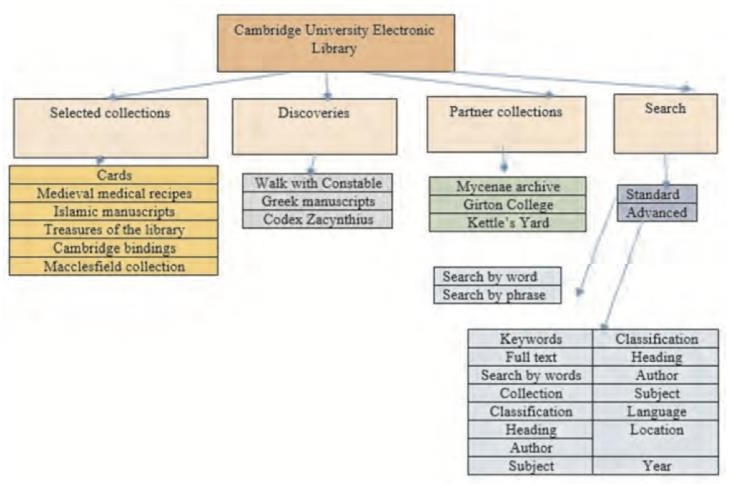 Cambridge University Electronic
Library
Selected collections
Discoveries
Partner collections
Search
Cards
Medieval medical recipes
Islamic manuscripts
Treasures of the library
Cambridge bindings
Macclesfield collection
Walk with Constable
Greek manuscripts
Codex Zacynthius
Mycenae archive
Girton College
Kettle's Yard
Standard
Advanced
Search by word
Search by phrase
Keywords
Classification
Full text
Heading
Search by words
Author
Collection
Subject
Classification
Language
Heading
Location
Author
Subject
Year